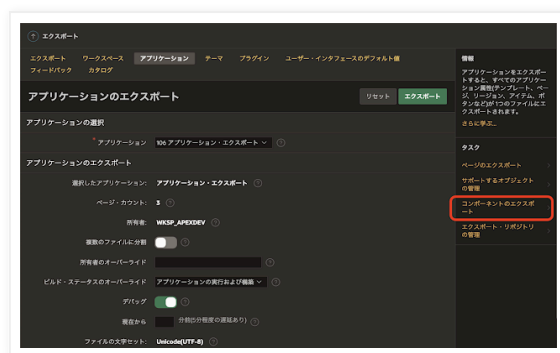 エクスポート
エクスポート ワークスペース アプリケーション テーマ プラグイン ユーザー・インタフェースのデフォルト値
フィードバック カタログ
アプリケーションのエクスポート
リセット エクスポート
アプリケーションの選択
* アプリケーション 106 アプリケーション・エクスポート
アプリケーションのエクスポート
選択したアプリケーション: アプリケーション・エクスポート
ページ・カウント: 3
所有者: WKSP_APEXDEV
複数のファイルに分割
所有者のオーバーライド
ビルド・ステータスのオーバーライド アプリケーションの実行および構築
デバッグ
現在から 分前(5分程度の遅延あり)
ファイルの文字セット: Unicode(UTF-8)
情報
アプリケーションをエクスポー
トすると、すべてのアプリケー
ション属性(テンプレート、ペー
ジ、リージョン、アイテム、ボ
タンなど)が1つのファイルにエ
クスポートされます。
さらに学ぶ...
タスク
ページのエクスポート
サポートするオブジェクト
の管理
コンポーネントのエクスポ
ート
エクスポート・リポジトリ
の管理